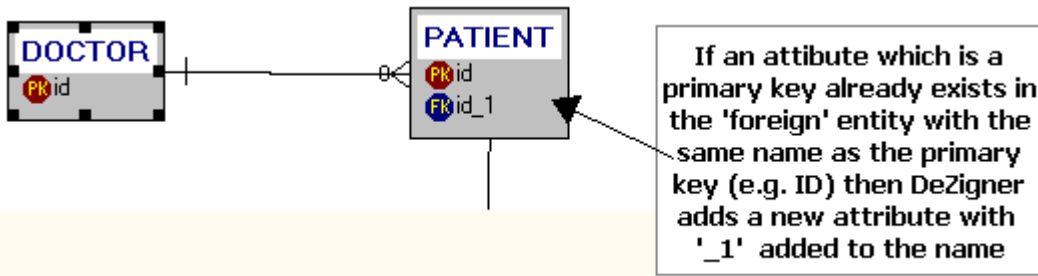 DOCTOR
PK id
PATIENT
PK id
FK id_1
If an attibute which is a
primary key already exists in
the 'foreign' entity with the
same name as the primary
key (e.g. ID) then DeZigner
adds a new attribute with
'_1' added to the name